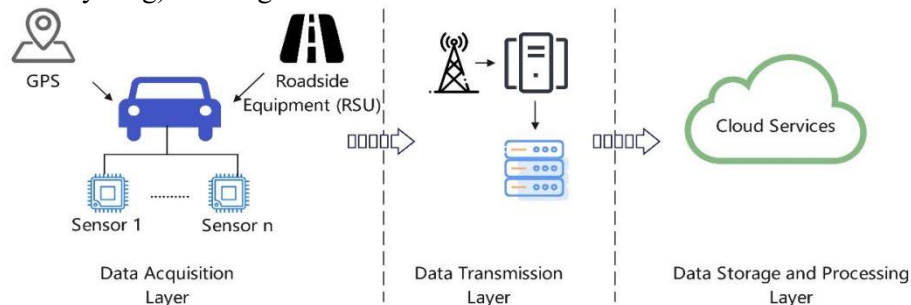 GPS
Roadside
Equipment (RSU)
Sensor 1
..........
Sensor n
Data Acquisition
Layer
Data Transmission
Layer
Cloud Services
Data Storage and Processing
Layer